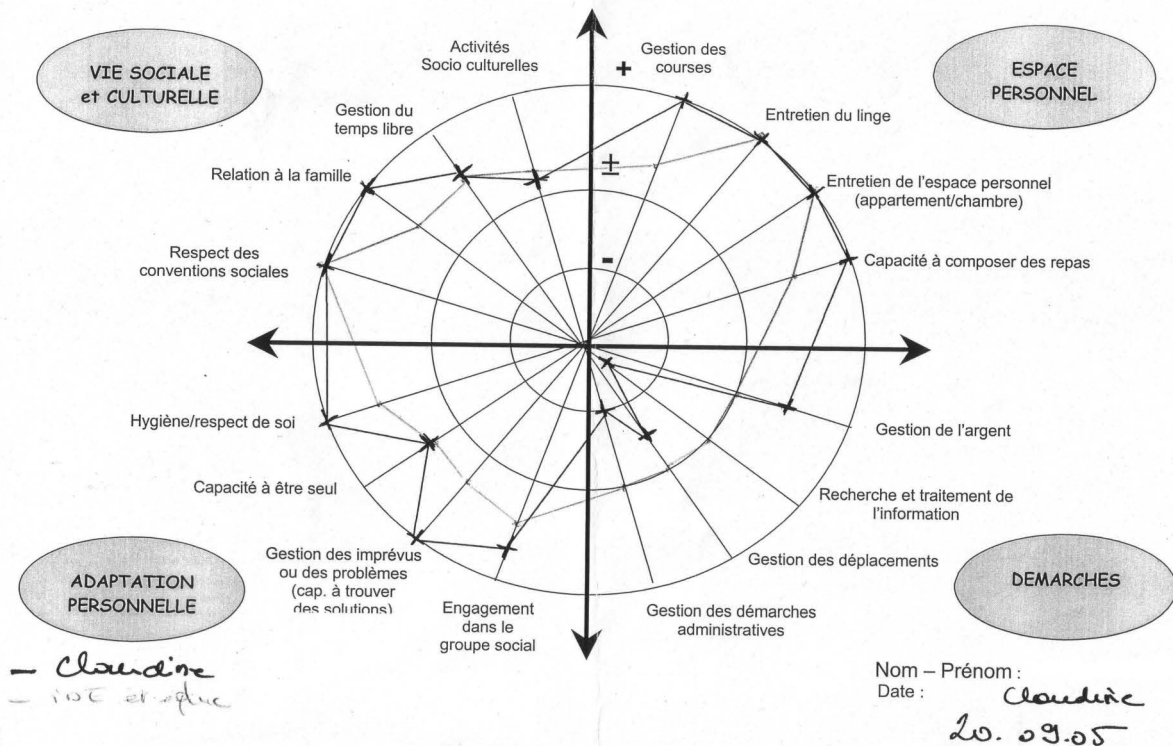 VIE SOCIALE
et CULTURELLE
Activités
Socio culturelles
+
Gestion des
courses
ESPACE
PERSONNEL
Gestion du
temps libre
Entretien du linge
±
Relation à la famille
Entretien de l'espace personnel
(appartement/chambre)
Respect des
conventions sociales
-
Capacité à composer des repas
Hygiène/respect de soi
Gestion de l'argent
Capacité à être seul
Recherche et traitement de
l'information
Gestion des imprévus
ou des problèmes
(cap. à trouver
des solutions)
Gestion des déplacements
ADAPTATION
PERSONNELLE
Engagement
dans le
groupe social
Gestion des démarches
administratives
DEMARCHES
- Claudine
- IDE et
Nom – Prénom :
Date :
Claudine
20.09.05